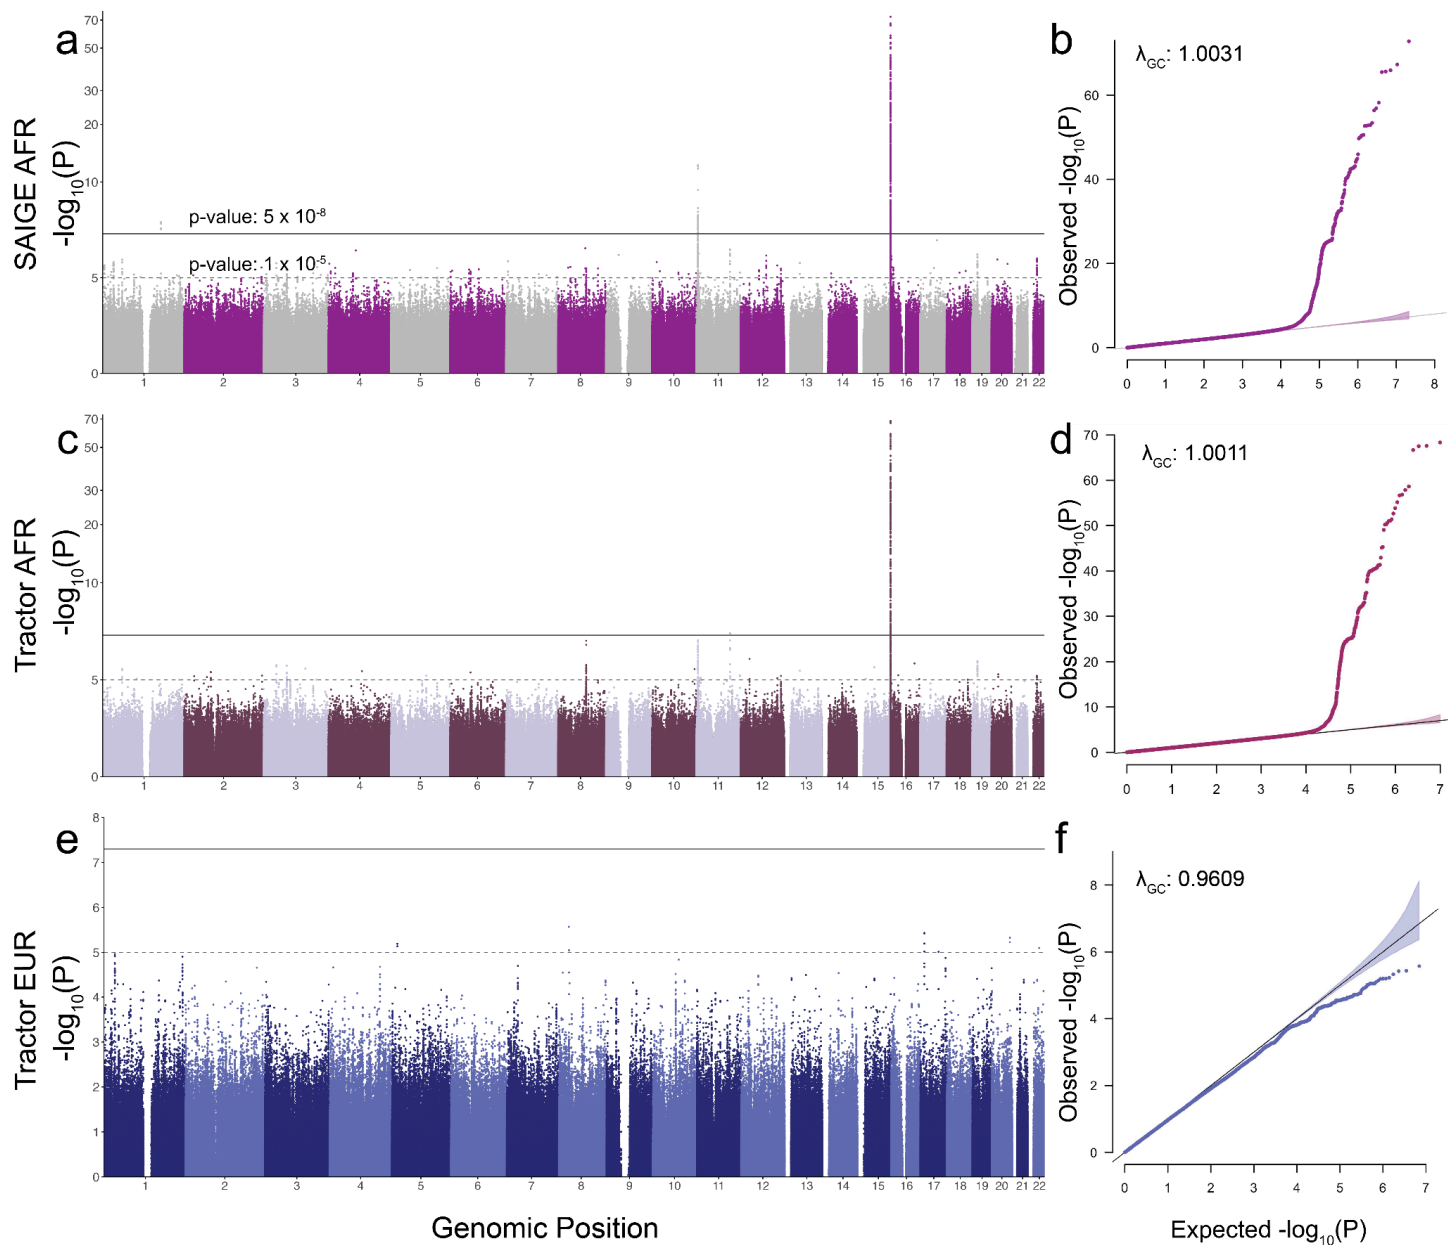 a
SAIGE AFR
-log₁₀(P)
70
50
30
20
10
5
0
p-value: 5 x 10⁻⁸
p-value: 1 x 10⁻⁵
1 2 3 4 5 6 7 8 9 10 11 12 13 14 15 16 17 18 19 20 21 22
b
λGC: 1.0031
Observed -log₁₀(P)
60
40
20
0
0 1 2 3 4 5 6 7 8
c
Tractor AFR
-log₁₀(P)
70
50
30
20
10
5
0
1 2 3 4 5 6 7 8 9 10 11 12 13 14 15 16 17 18 19 20 21 22
d
λGC: 1.0011
Observed -log₁₀(P)
70
60
50
40
30
20
10
0
0 1 2 3 4 5 6 7
e
Tractor EUR
-log₁₀(P)
8
7
6
5
4
3
2
1
0
1 2 3 4 5 6 7 8 9 10 11 12 13 14 15 16 17 18 19 20 21 22
Genomic Position
f
λGC: 0.9609
Observed -log₁₀(P)
8
6
4
2
0
0 1 2 3 4 5 6 7
Expected -log₁₀(P)